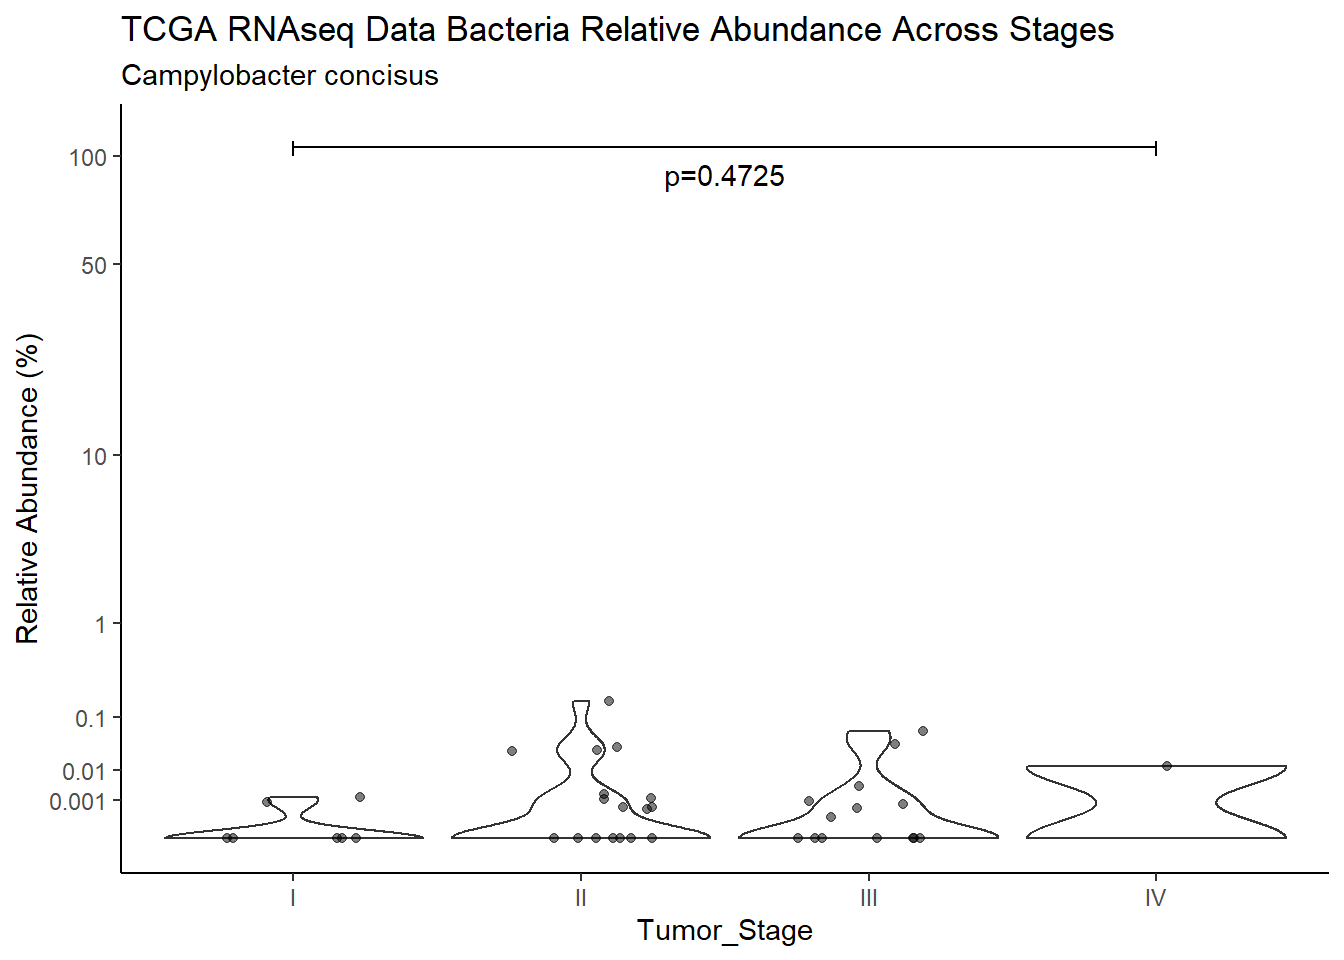 TCGA RNAseq Data Bacteria Relative Abundance Across Stages
Campylobacter concisus
100
p=0.4725
50
10
1
0.1
0.01
0.001
Relative Abundance (%)
I II III IV
Tumor_Stage